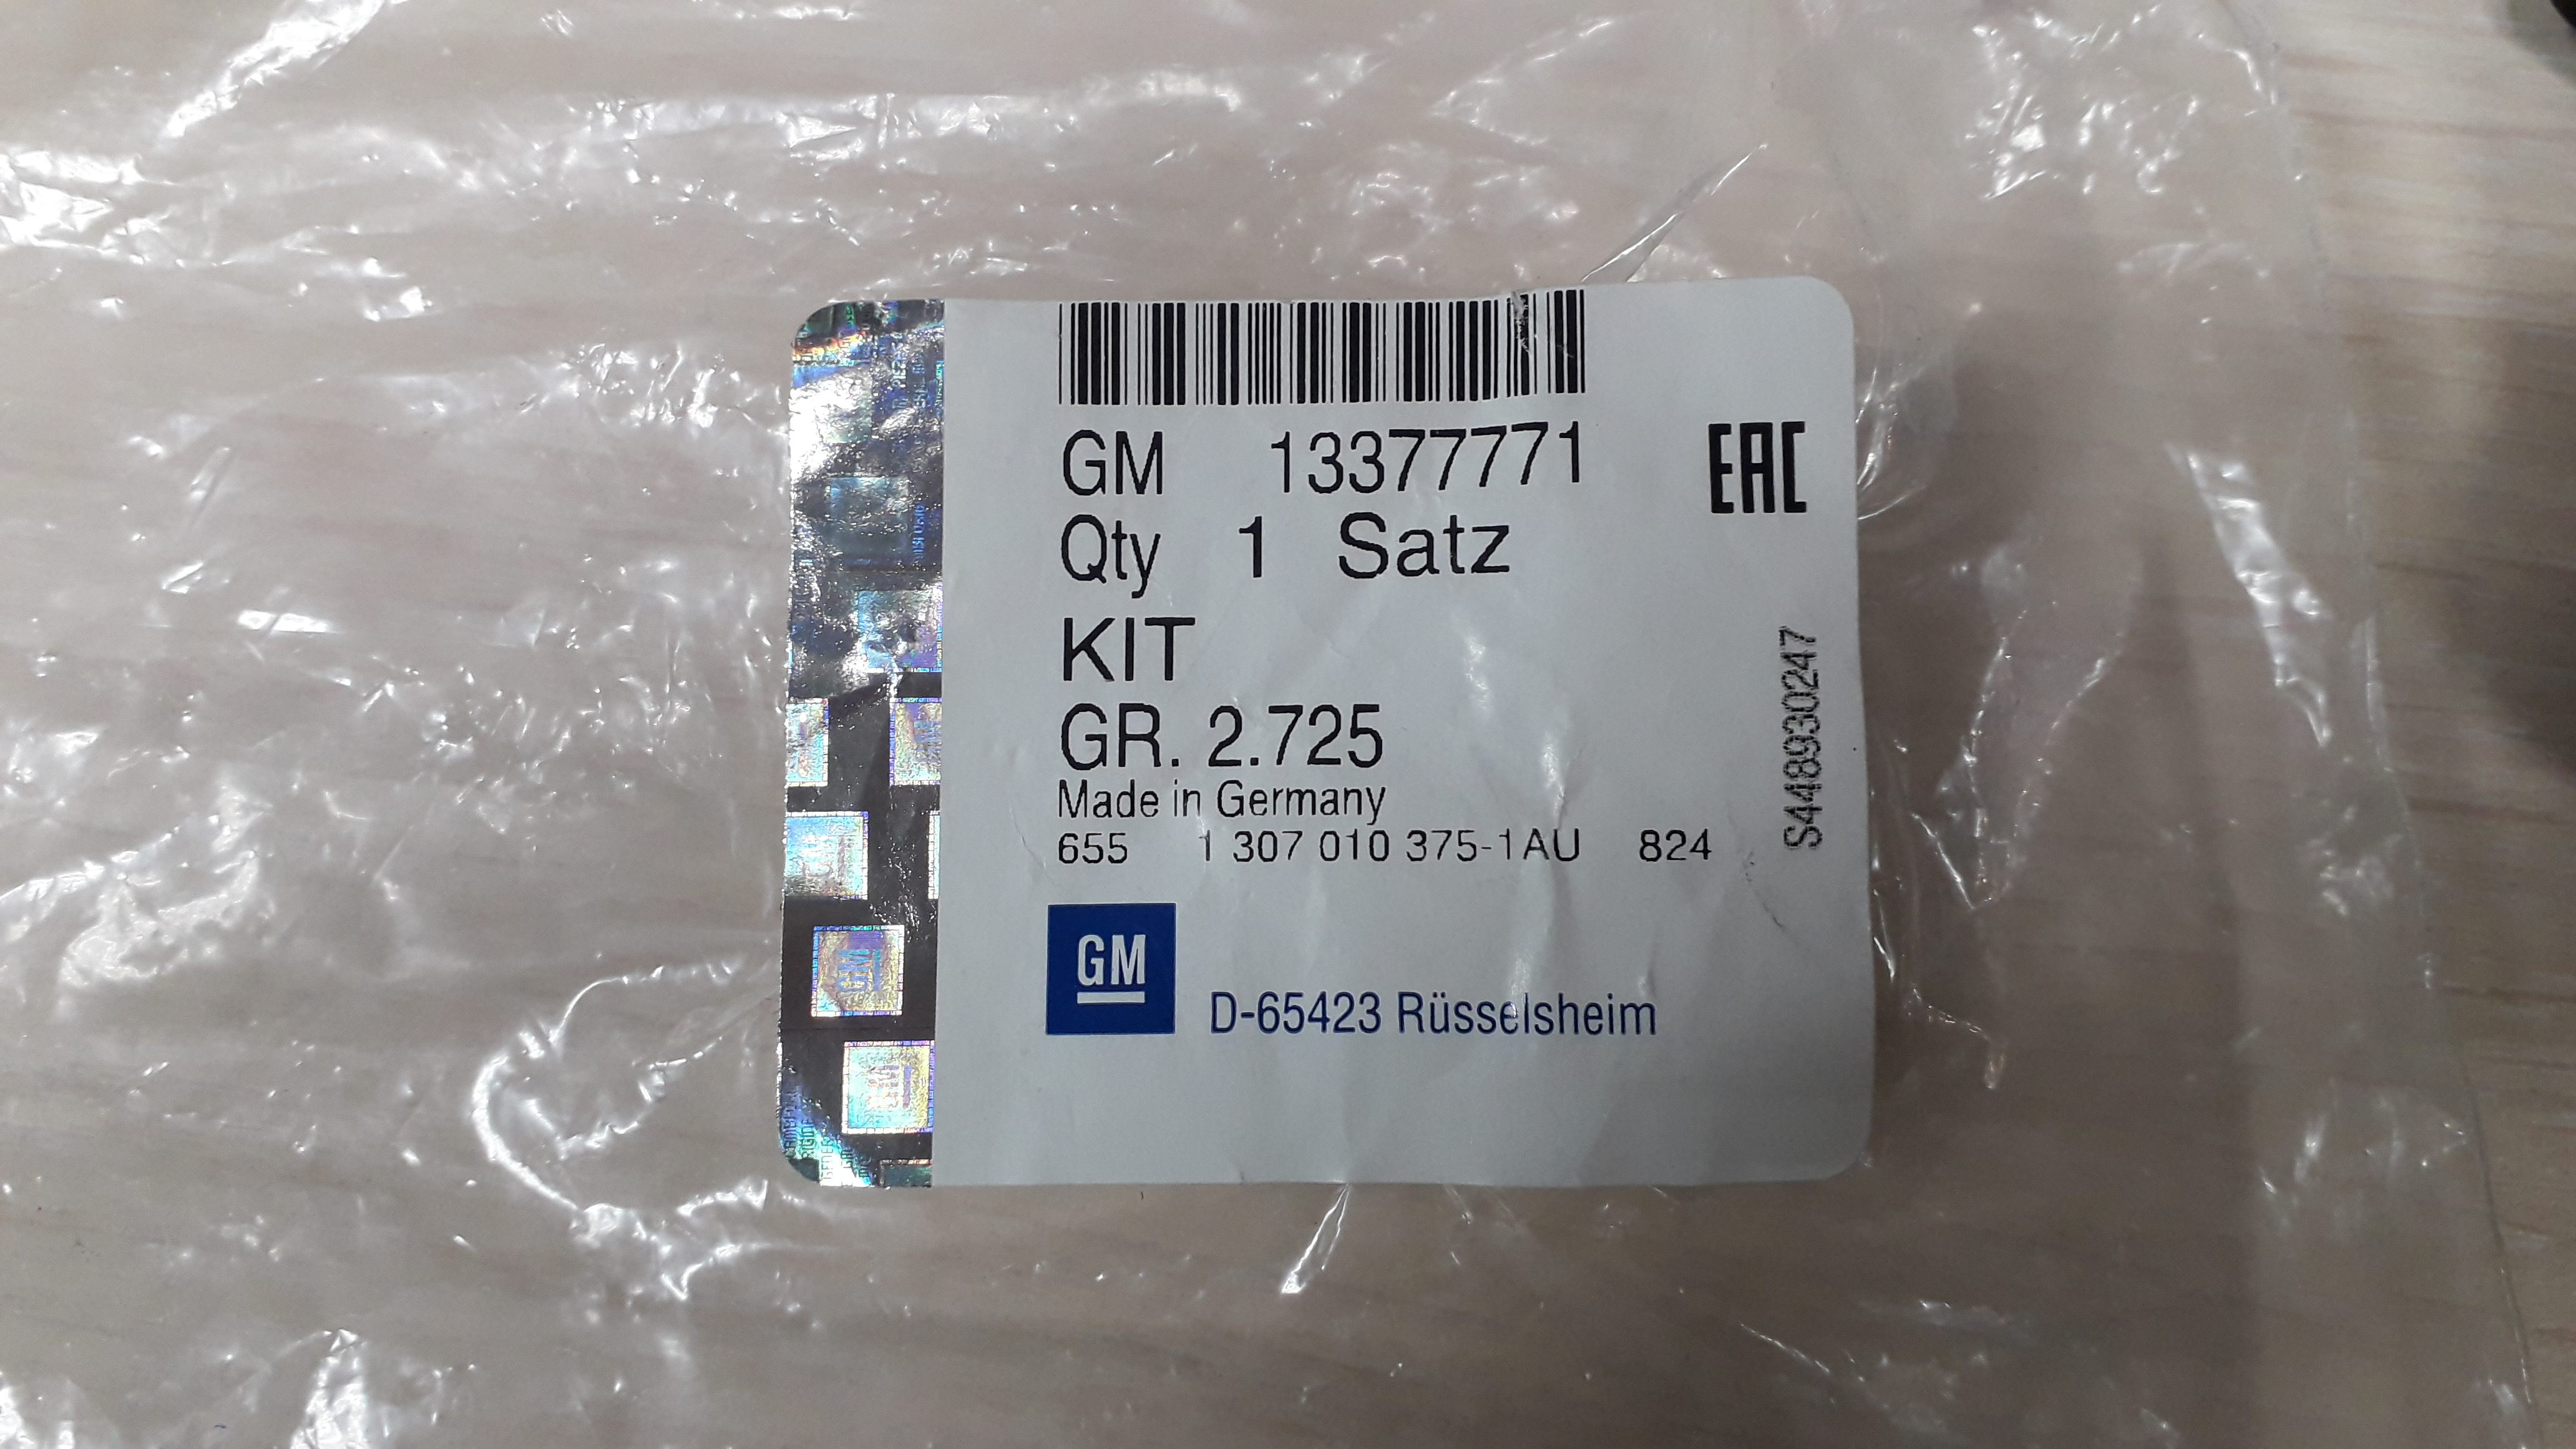 GM 13377771
EAC
Qty 1 Satz
KIT
GR. 2.725
Made in Germany
655 1 307 010 375-1AU 824
S448930247
GM
D-65423 Rüsselsheim